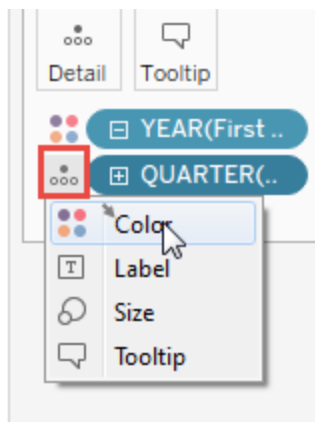 Detail Tooltip
YEAR(First ..
QUARTER(..
Color
T Label
Size
Tooltip